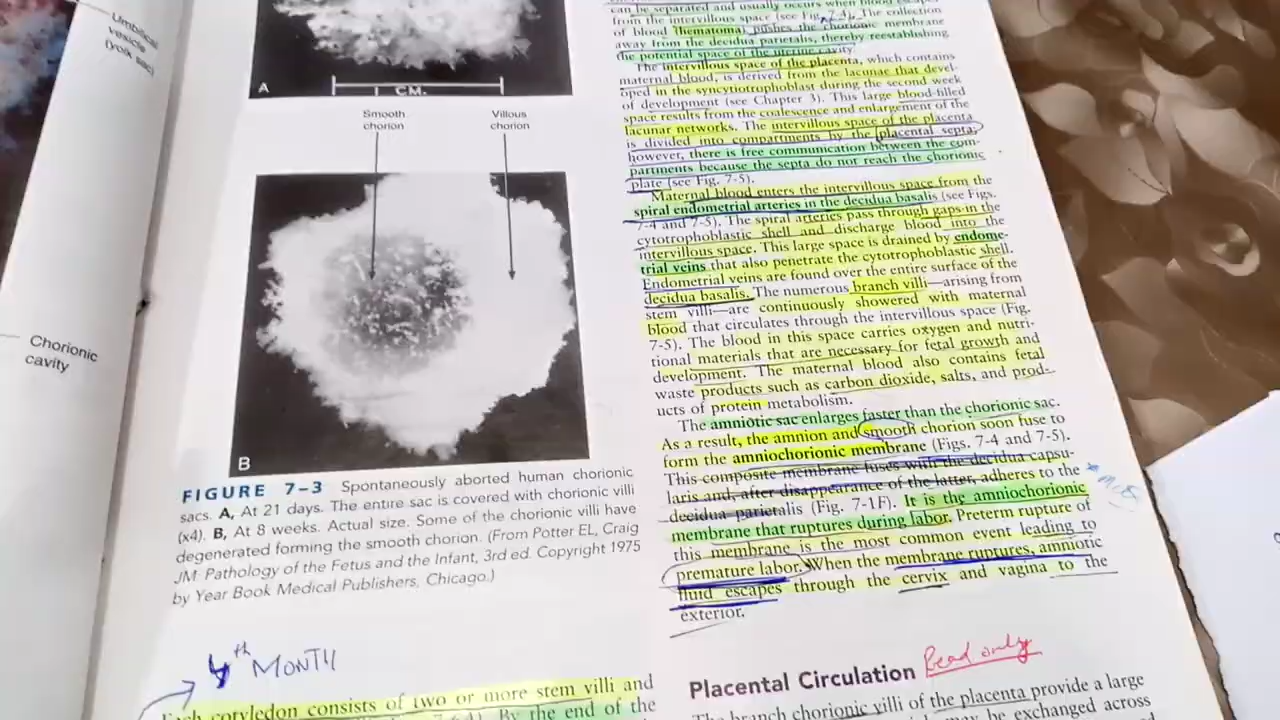 Umbilical
vesicle
(yolk sac)
Chorionic
cavity
A
CM.
Smooth
chorion
Villous
chorion
B
FIGURE 7-3 Spontaneously aborted human chorionic
sacs. A, At 21 days. The entire sac is covered with chorionic villi
(x4). B, At 8 weeks. Actual size. Some of the chorionic villi have
degenerated forming the smooth chorion. (From Potter EL, Craig
JM: Pathology of the Fetus and the Infant, 3rd ed. Copyright 1975
by Year Book Medical Publishers, Chicago.)
4th MONTH
Each cotyledon consists of two or more stem villi and
By the end of the
can be separated and usually occurs when blood escapes
from the intervillous space (see Fig. The collection
of blood (hematoma) pushes the chorionic membrane
away from the decidua parietalis, thereby reestablishing
the potential space of the uterine cavity.
The intervillous space of the placenta, which contains
maternal blood, is derived from the lacunae that devel-
oped in the syncytiotrophoblast during the second week
of development (see Chapter 3). This large blood-filled
space results from the coalescence and enlargement of the
lacunar networks. The intervillous space of the placenta
is divided into compartments by the placental septa;
however, there is free communication between the com-
partments because the septa do not reach the chorionic
plate (see Fig. 7-5).
Maternal blood enters the intervillous space from the
spiral endometrial arteries in the decidua basalis (see Figs.
7-4 and 7-5). The spiral arteries pass through gaps in the
cytotrophoblastic shell and discharge blood into the
intervillous space. This large space is drained by endome-
trial veins that also penetrate the cytotrophoblastic shell.
Endometrial veins are found over the entire surface of the
decidua basalis. The numerous branch villi—arising from
stem villi—are continuously showered with maternal
blood that circulates through the intervillous space (Fig.
7-5). The blood in this space carries oxygen and nutri-
tional materials that are necessary for fetal growth and
development. The maternal blood also contains fetal
waste products such as carbon dioxide, salts, and prod-
ucts of protein metabolism.
The amniotic sac enlarges faster than the chorionic sac.
As a result, the amnion and smooth chorion soon fuse to
form the amniochorionic membrane (Figs. 7-4 and 7-5).
This composite membrane fuses with the decidua capsu-
laris and, after disappearance of the latter, adheres to the
decidua parietalis (Fig. 7-1F). It is the amniochorionic
membrane that ruptures during labor. Preterm rupture of
this membrane is the most common event leading to
premature labor. When the membrane ruptures, amniotic
fluid escapes through the cervix and vagina to the
exterior.
Placental Circulation Read only
The branch chorionic villi of the placenta provide a large
may be exchanged across